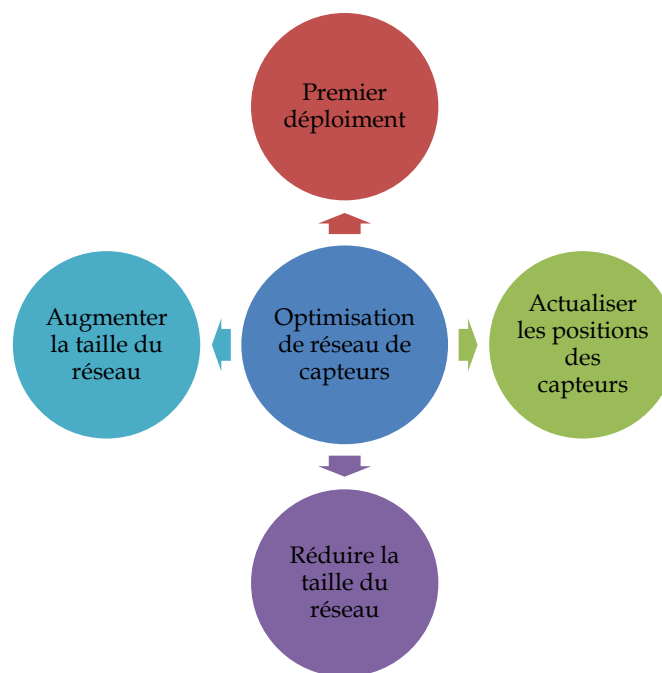 Premier
déploiment
Augmenter
la taille du
réseau
Optimisation
de réseau de
capteurs
Actualiser
les positions
des
capteurs
Réduire la
taille du
réseau